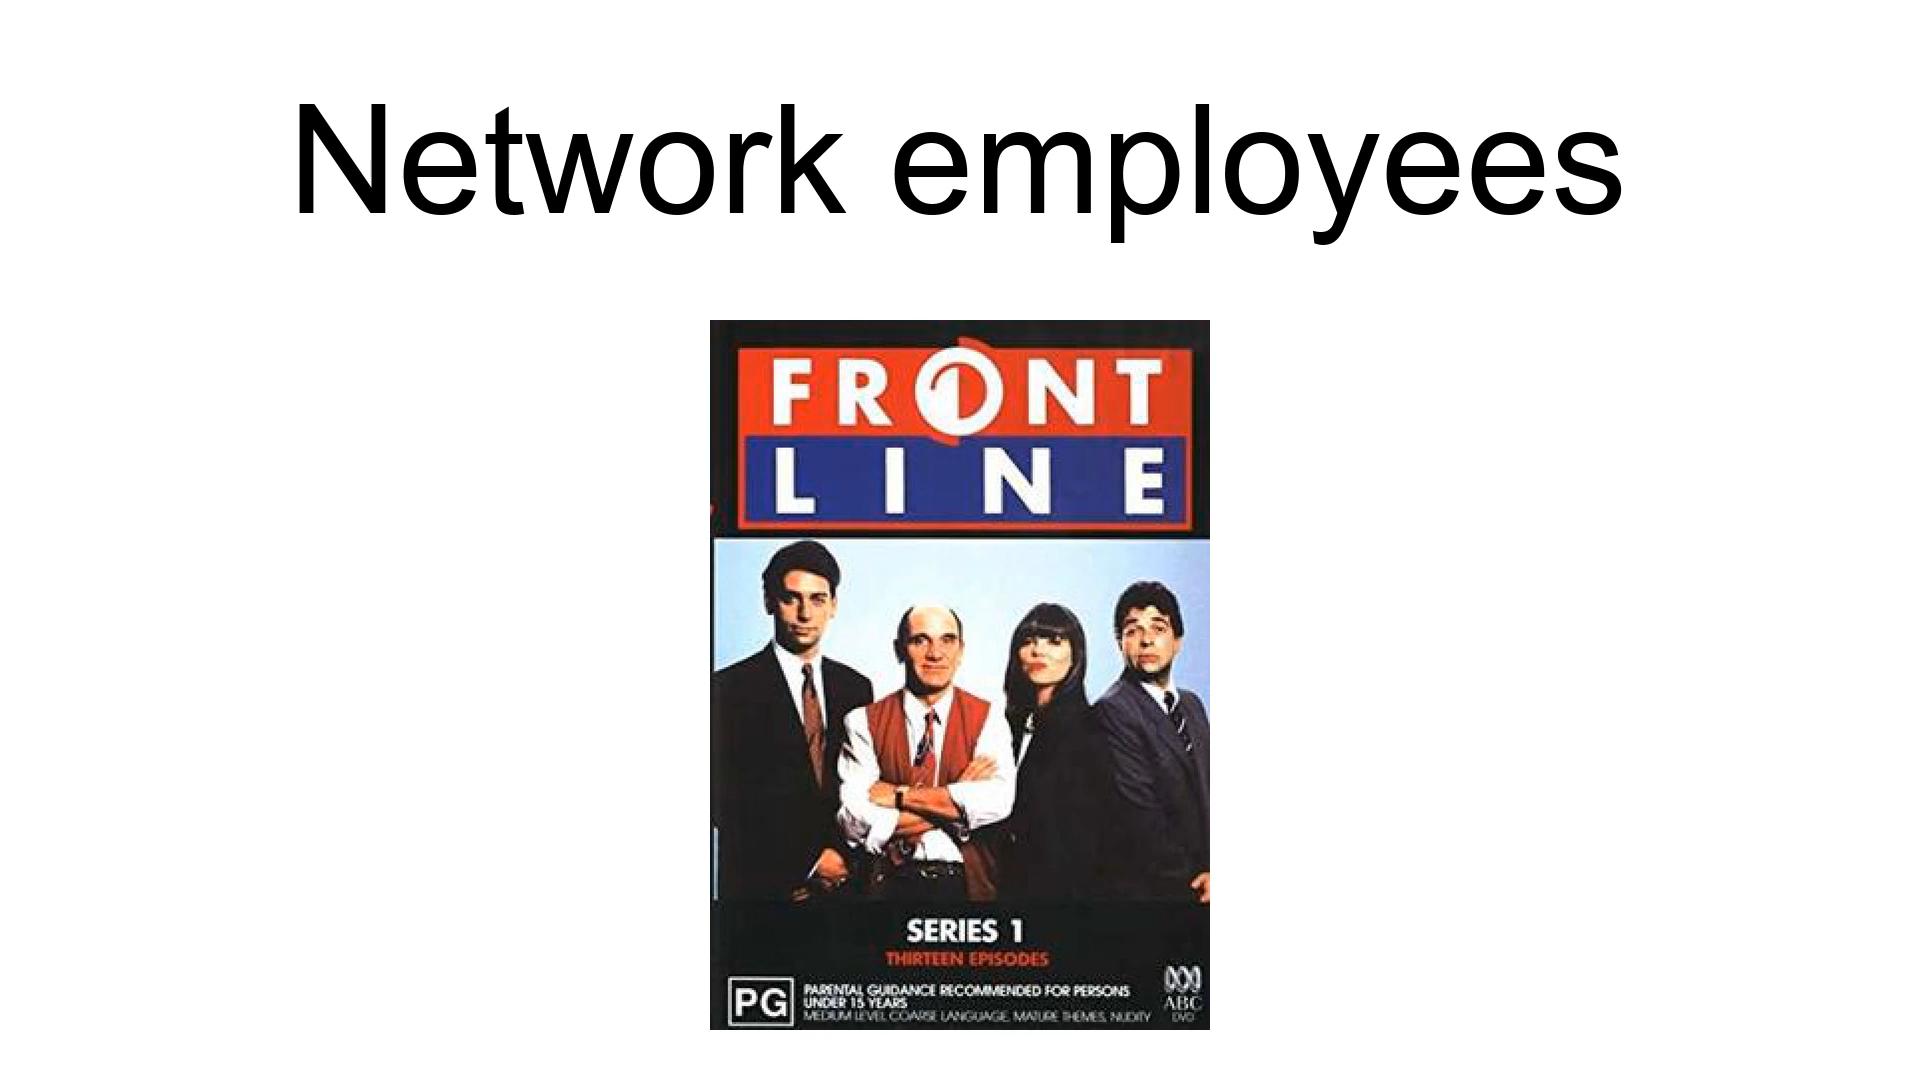 Network employees
FRONT
LINE
SERIES 1
THIRTEEN EPISODES
PG
PARENTAL GUIDANCE RECOMMENDED FOR PERSONS
UNDER 15 YEARS
MEDIUM LEVEL COARSE LANGUAGE, MATURE THEMES, NUDITY
ABC
DVD